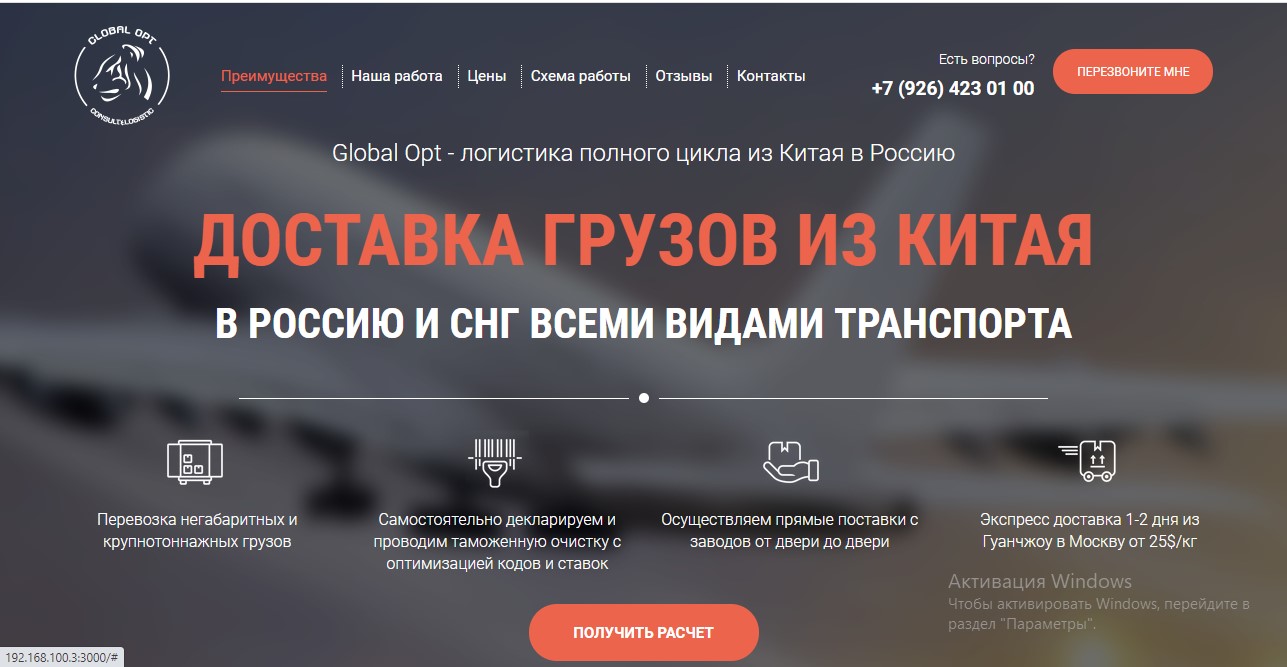 GLOBAL OPT
CONSULT&LOGISTIC
Преимущества
Наша работа
Цены
Схема работы
Отзывы
Контакты
Есть вопросы?
+7 (926) 423 01 00
ПЕРЕЗВОНИТЕ МНЕ
Global Opt - логистика полного цикла из Китая в Россию
ДОСТАВКА ГРУЗОВ ИЗ КИТАЯ
В РОССИЮ И СНГ ВСЕМИ ВИДАМИ ТРАНСПОРТА
Перевозка негабаритных и
крупнотоннажных грузов
Самостоятельно декларируем и
проводим таможенную очистку с
оптимизацией кодов и ставок
Осуществляем прямые поставки с
заводов от двери до двери
Экспресс доставка 1-2 дня из
Гуанчжоу в Москву от 25$/кг
ПОЛУЧИТЬ РАСЧЕТ
Активация Windows
Чтобы активировать Windows, перейдите в
раздел "Параметры".
192.168.100.3:3000/#